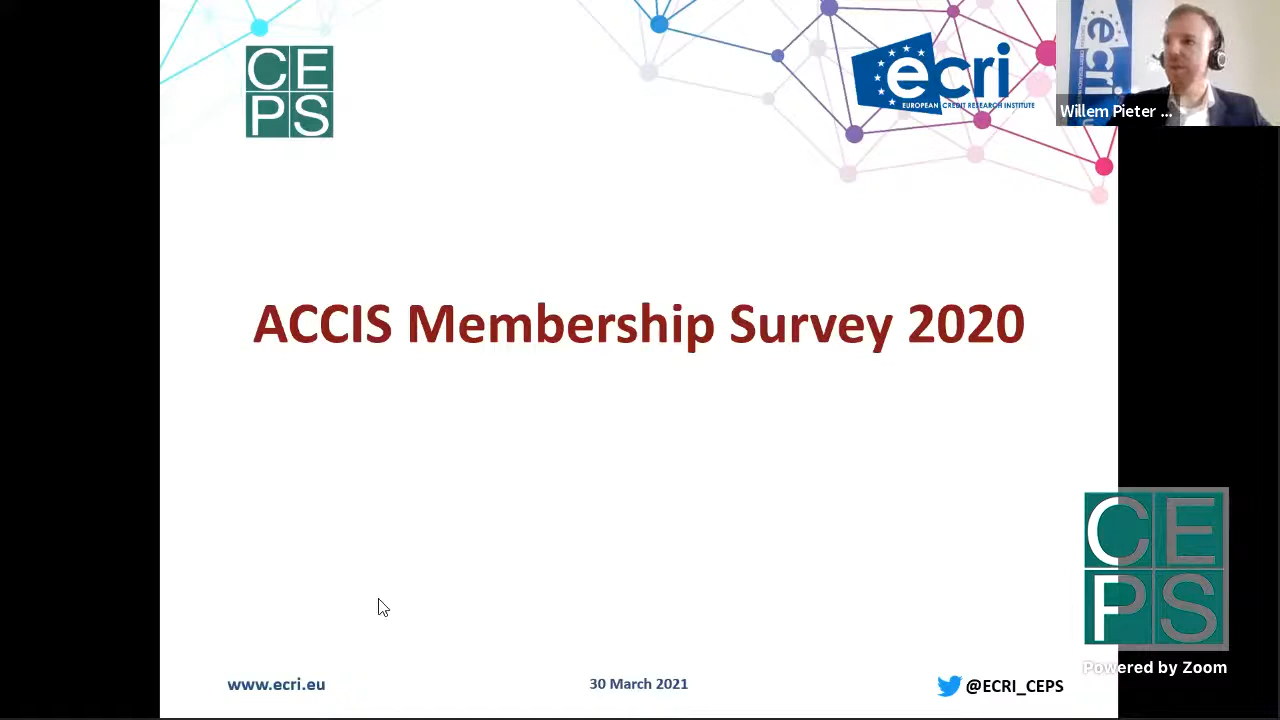 CE
PS
ecri
EUROPEAN CREDIT RESEARCH INSTITUTE
ecri
Willem Pieter ...
ACCIS Membership Survey 2020
CE
PS
Powered by Zoom
www.ecri.eu
30 March 2021
@ECRI_CEPS